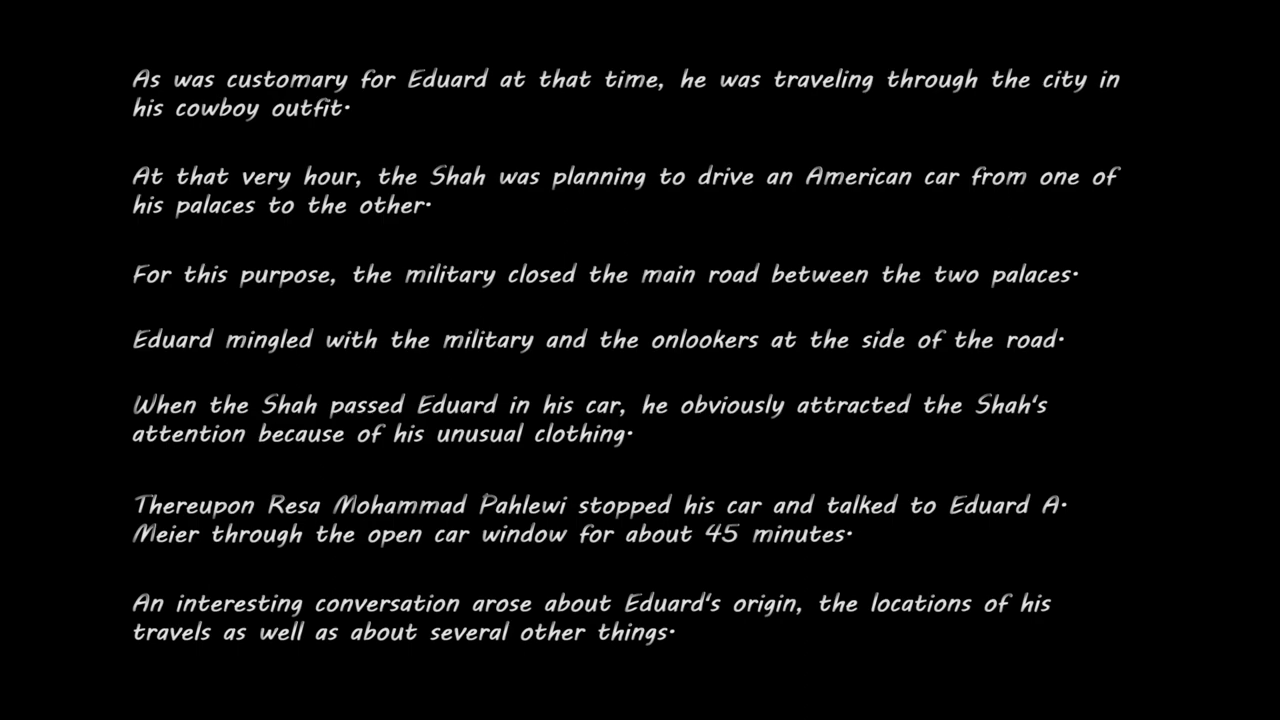 As was customary for Eduard at that time, he was traveling through the city in
his cowboy outfit.
At that very hour, the Shah was planning to drive an American car from one of
his palaces to the other.
For this purpose, the military closed the main road between the two palaces.
Eduard mingled with the military and the onlookers at the side of the road.
When the Shah passed Eduard in his car, he obviously attracted the Shah's
attention because of his unusual clothing.
Thereupon Resa Mohammad Pahlewi stopped his car and talked to Eduard A.
Meier through the open car window for about 45 minutes.
An interesting conversation arose about Eduard's origin, the locations of his
travels as well as about several other things.